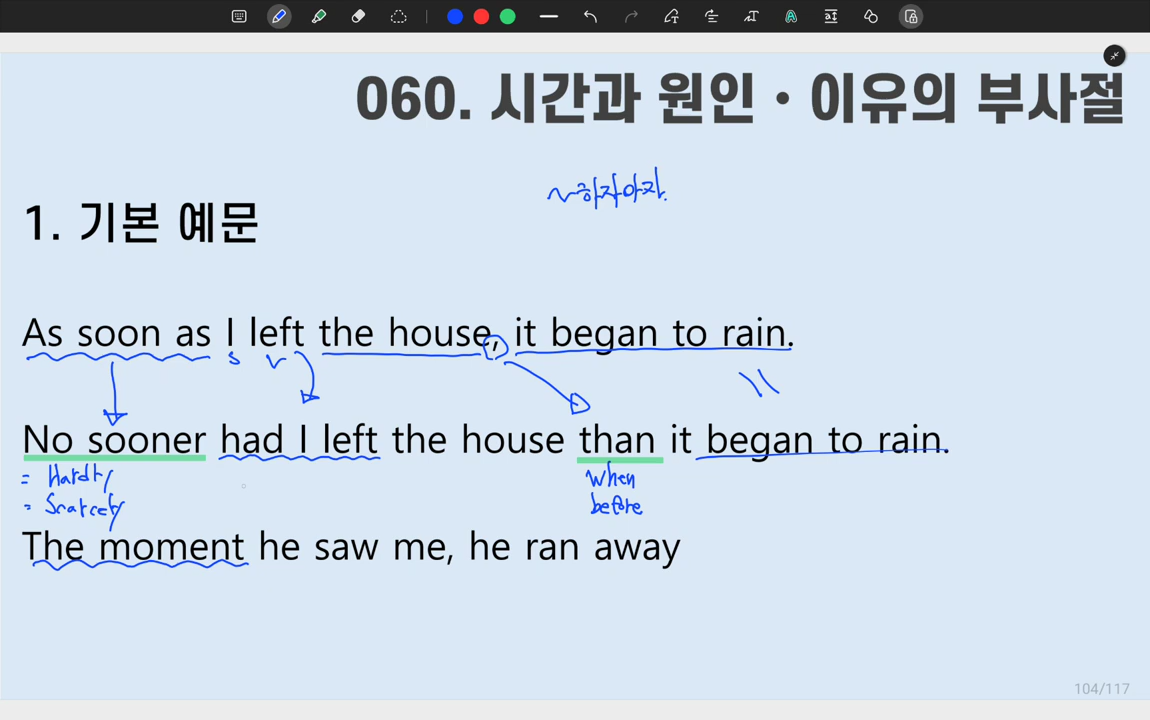 060. 시간과 원인・이유의 부사절
~하자마자.
1. 기본 예문
As soon as I left the house, it began to rain.
s v
No sooner had I left the house than it began to rain.
= Hardly when
= Scarcely before
The moment he saw me, he ran away
104/117